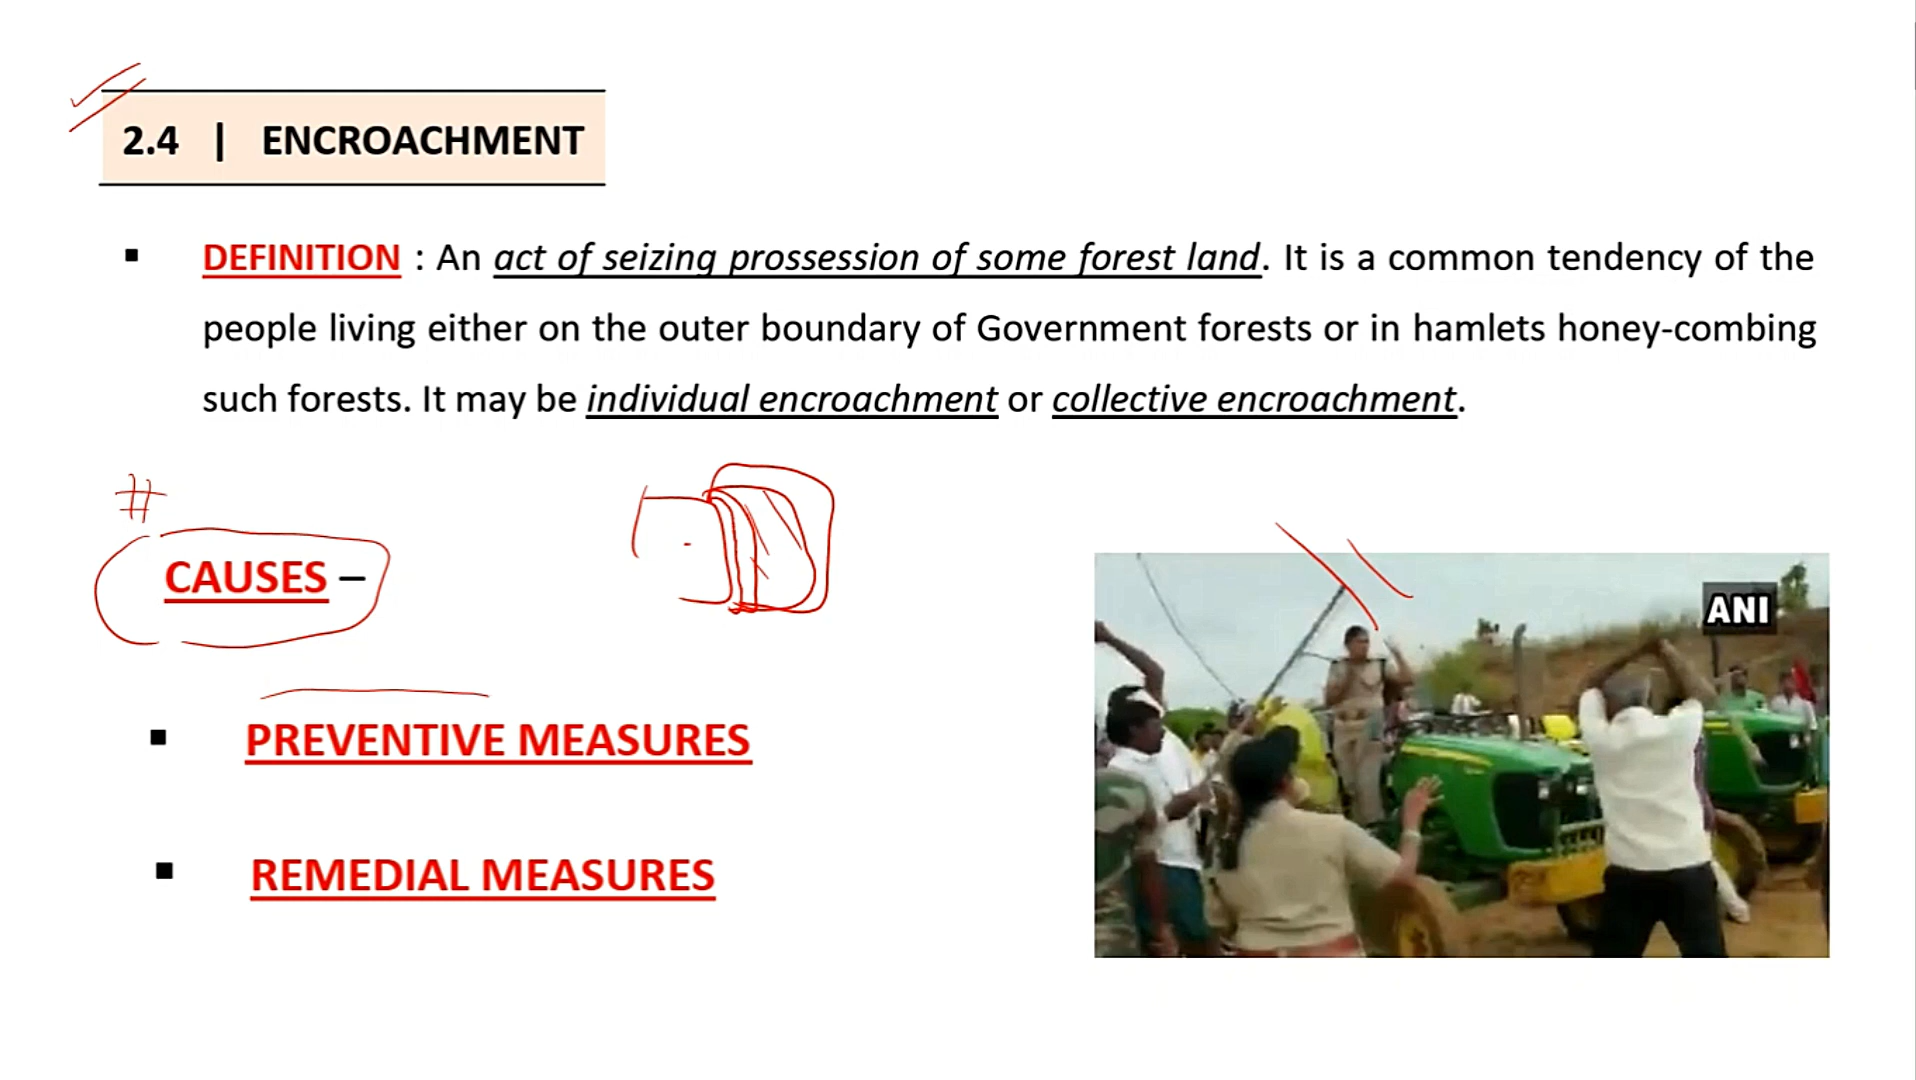 2.4 | ENCROACHMENT
▪ DEFINITION : An act of seizing prossession of some forest land. It is a common tendency of the
people living either on the outer boundary of Government forests or in hamlets honey-combing
such forests. It may be individual encroachment or collective encroachment.
#
CAUSES –
ANI
▪ PREVENTIVE MEASURES
▪ REMEDIAL MEASURES